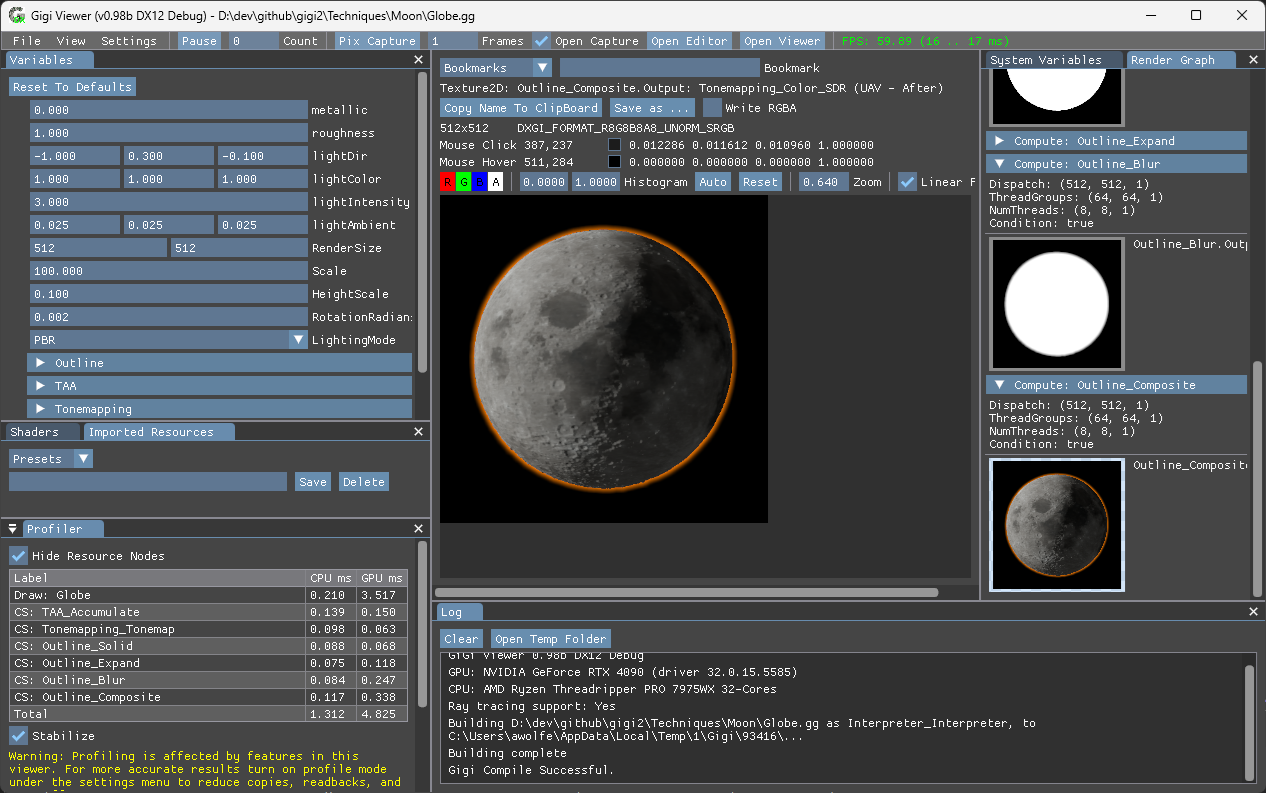 Gigi Viewer (v0.98b DX12 Debug) - D:\dev\github\gigi2\Techniques\Moon\Globe.gg
File View Settings Pause 0 Count Pix Capture 1 Frames Open Capture Open Editor Open Viewer FPS: 59.89 (16 .. 17 ms)
Variables
Reset To Defaults
0.000 metallic
1.000 roughness
-1.000 0.300 -0.100 lightDir
1.000 1.000 1.000 lightColor
3.000 lightIntensity
0.025 0.025 0.025 lightAmbient
512 512 RenderSize
100.000 Scale
0.100 HeightScale
0.002 RotationRadian
PBR LightingMode
Outline
TAA
Tonemapping
Shaders Imported Resources
Presets
Save Delete
Profiler
Hide Resource Nodes
Label CPU ms GPU ms
Draw: Globe 0.210 3.517
CS: TAA_Accumulate 0.139 0.150
CS: Tonemapping_Tonemap 0.098 0.063
CS: Outline_Solid 0.088 0.068
CS: Outline_Expand 0.075 0.118
CS: Outline_Blur 0.084 0.247
CS: Outline_Composite 0.117 0.338
Total 1.312 4.825
Stabilize
Warning: Profiling is affected by features in this
viewer. For more accurate results turn on profile mode
under the settings menu to reduce copies, readbacks, and
Bookmarks Bookmark
Texture2D: Outline_Composite.Output: Tonemapping_Color_SDR (UAV - After)
Copy Name To ClipBoard Save as ... Write RGBA
512x512 DXGI_FORMAT_R8G8B8A8_UNORM_SRGB
Mouse Click 387,237 0.012286 0.011612 0.010960 1.000000
Mouse Hover 511,284 0.000000 0.000000 0.000000 1.000000
R G B A 0.0000 1.0000 Histogram Auto Reset 0.640 Zoom Linear F
Log
Clear Open Temp Folder
Gigi Viewer 0.98b DX12 Debug
GPU: NVIDIA GeForce RTX 4090 (driver 32.0.15.5585)
CPU: AMD Ryzen Threadripper PRO 7975WX 32-Cores
Ray tracing support: Yes
Building D:\dev\github\gigi2\Techniques\Moon\Globe.gg as Interpreter_Interpreter, to
C:\Users\awolfe\AppData\Local\Temp\1\Gigi\93416\...
Building complete
Gigi Compile Successful.
System Variables Render Graph
Compute: Outline_Expand
Compute: Outline_Blur
Dispatch: (512, 512, 1)
ThreadGroups: (64, 64, 1)
NumThreads: (8, 8, 1)
Condition: true
Outline_Blur.Outp
Compute: Outline_Composite
Dispatch: (512, 512, 1)
ThreadGroups: (64, 64, 1)
NumThreads: (8, 8, 1)
Condition: true
Outline_Composite